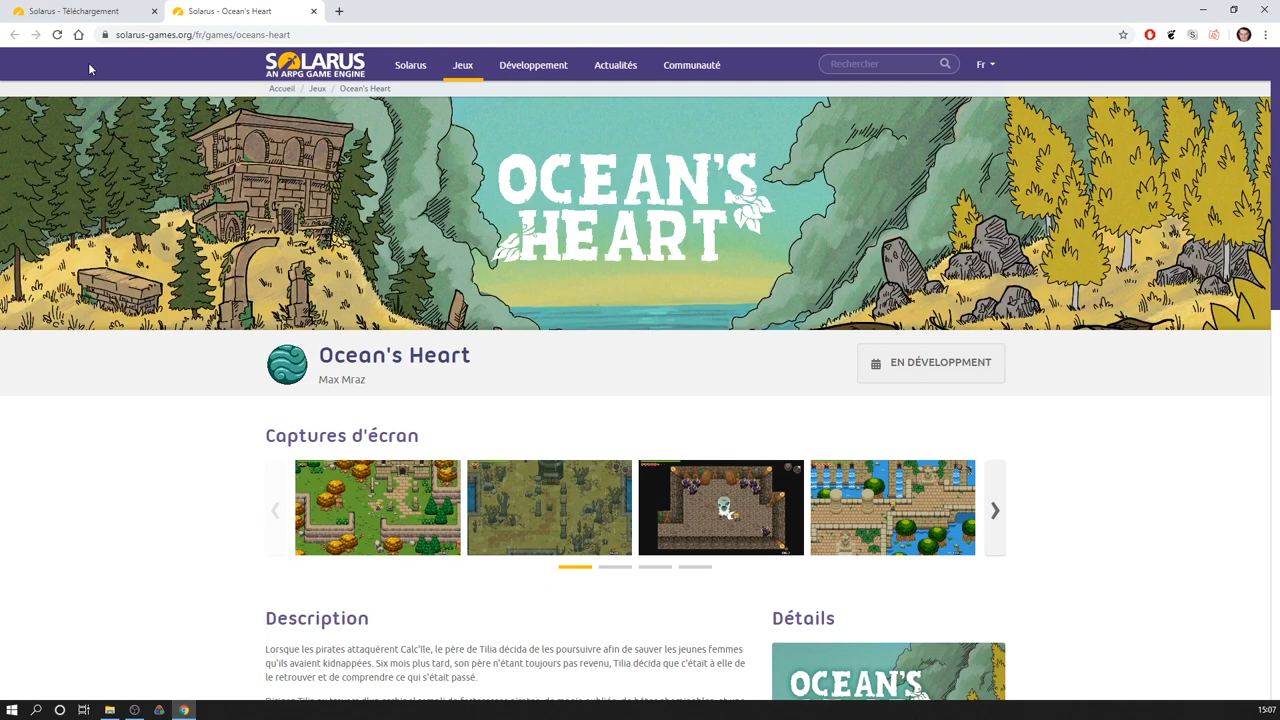 Solarus - Téléchargement
Solarus - Ocean's Heart
solarus-games.org/fr/games/oceans-heart
SOLARUS
AN ARPG GAME ENGINE
Solarus
Jeux
Développement
Actualités
Communauté
Rechercher
Fr
Accueil / Jeux / Ocean's Heart
OCEAN'S
HEART
Ocean's Heart
Max Mraz
EN DÉVELOPPMENT
Captures d'écran
Description
Détails
Lorsque les pirates attaquèrent Calc'Ile, le père de Tilia décida de les poursuivre afin de sauver les jeunes femmes
qu'ils avaient kidnappées. Six mois plus tard, son père n'étant toujours pas revenu, Tilia décida que c'était à elle de
le retrouver et de comprendre ce qui s'était passé.
OCEAN'S
15:07